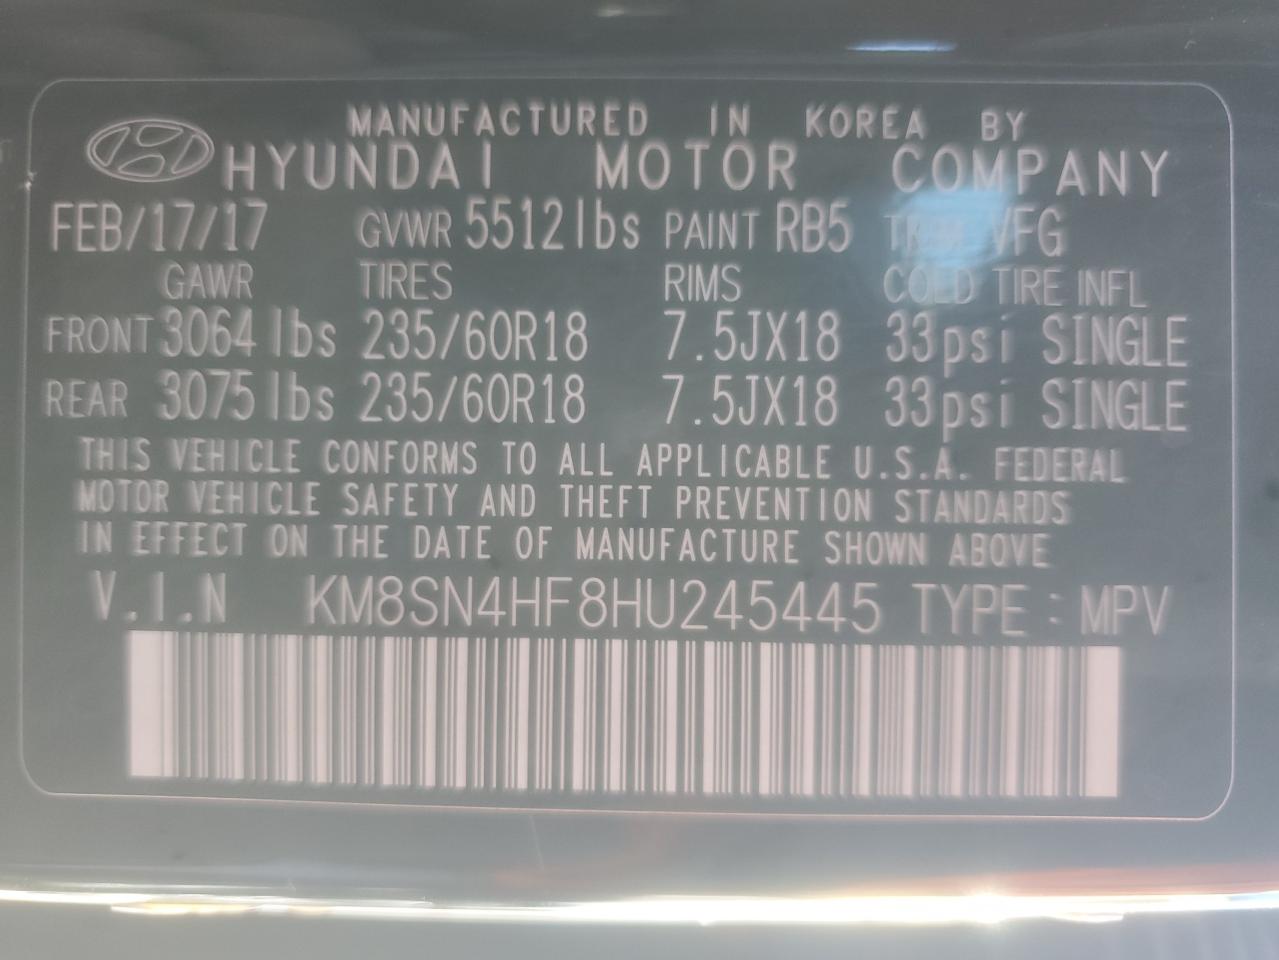 MANUFACTURED IN KOREA BY
HYUNDAI MOTOR COMPANY
FEB/17/17 GVWR 5512lbs PAINT RB5 TRIM VFG
GAWR TIRES RIMS COLD TIRE INFL
FRONT 3064lbs 235/60R18 7.5JX18 33psi SINGLE
REAR 3075lbs 235/60R18 7.5JX18 33psi SINGLE
THIS VEHICLE CONFORMS TO ALL APPLICABLE U.S.A. FEDERAL
MOTOR VEHICLE SAFETY AND THEFT PREVENTION STANDARDS
IN EFFECT ON THE DATE OF MANUFACTURE SHOWN ABOVE
V.I.N KM8SN4HF8HU245445 TYPE : MPV